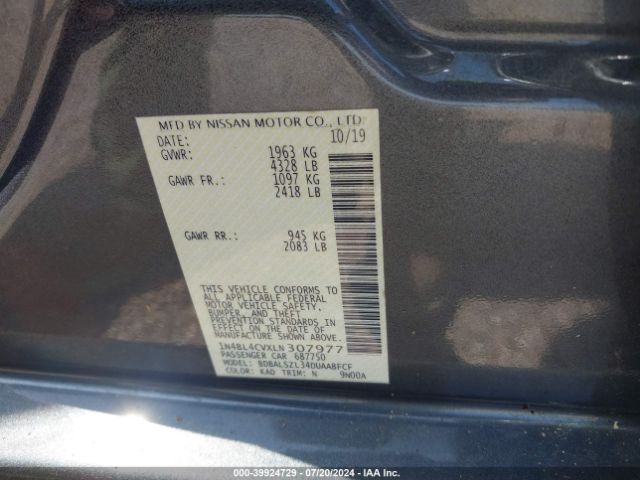 MFD BY NISSAN MOTOR CO., LTD.
DATE: 10/19
GVWR: 1963 KG
4328 LB
GAWR FR.: 1097 KG
2418 LB
GAWR RR.: 945 KG
2083 LB
THIS VEHICLE CONFORMS TO
ALL APPLICABLE FEDERAL
MOTOR VEHICLE SAFETY,
BUMPER, AND THEFT
PREVENTION STANDARDS IN
EFFECT ON THE DATE OF
MANUFACTURE SHOWN ABOVE.
1N4BL4CVXLN307977
PASSENGER CAR 687750
MODEL: BDBALSZL34DUAABFCF
COLOR: KAD TRIM: N 9N00A
000-39924729 - 07/20/2024 - IAA Inc.